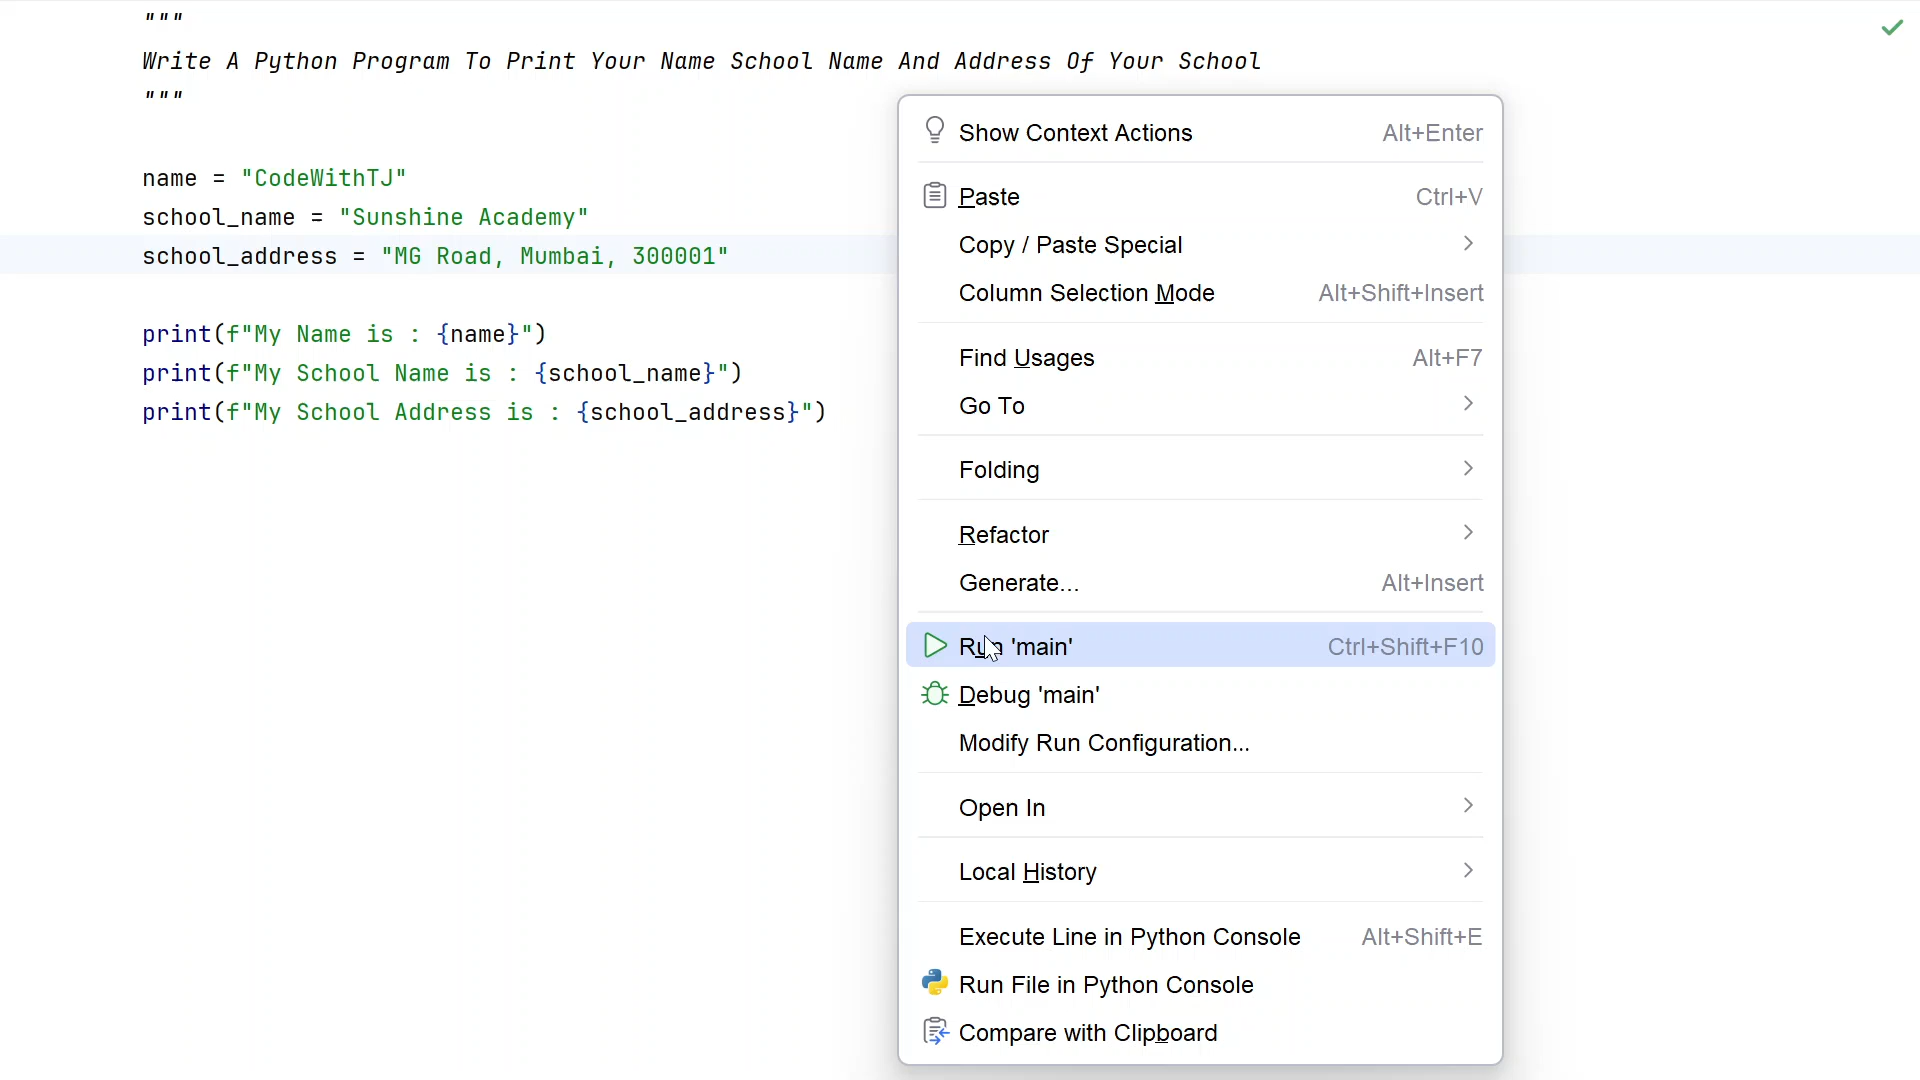 """
Write A Python Program To Print Your Name School Name And Address Of Your School
"""
name = "CodeWithTJ"
school_name = "Sunshine Academy"
school_address = "MG Road, Mumbai, 300001"
print(f"My Name is : {name}")
print(f"My School Name is : {school_name}")
print(f"My School Address is : {school_address}")
Show Context Actions Alt+Enter
Paste Ctrl+V
Copy / Paste Special
Column Selection Mode Alt+Shift+Insert
Find Usages Alt+F7
Go To
Folding
Refactor
Generate... Alt+Insert
Run 'main' Ctrl+Shift+F10
Debug 'main'
Modify Run Configuration...
Open In
Local History
Execute Line in Python Console Alt+Shift+E
Run File in Python Console
Compare with Clipboard